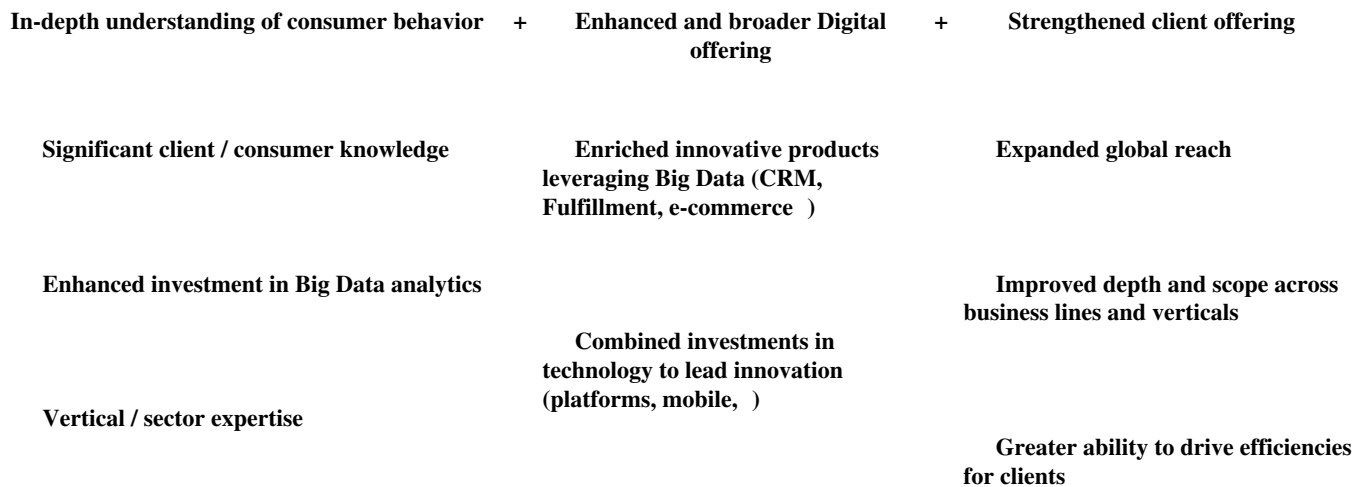 In-depth understanding of consumer behavior + Enhanced and broader Digital + Strengthened client offering
offering
Significant client / consumer knowledge
Enriched innovative products
leveraging Big Data (CRM,
Fulfillment, e-commerce )
Expanded global reach
Enhanced investment in Big Data analytics
Combined investments in
technology to lead innovation
(platforms, mobile, )
Improved depth and scope across
business lines and verticals
Vertical / sector expertise
Greater ability to drive efficiencies
for clients